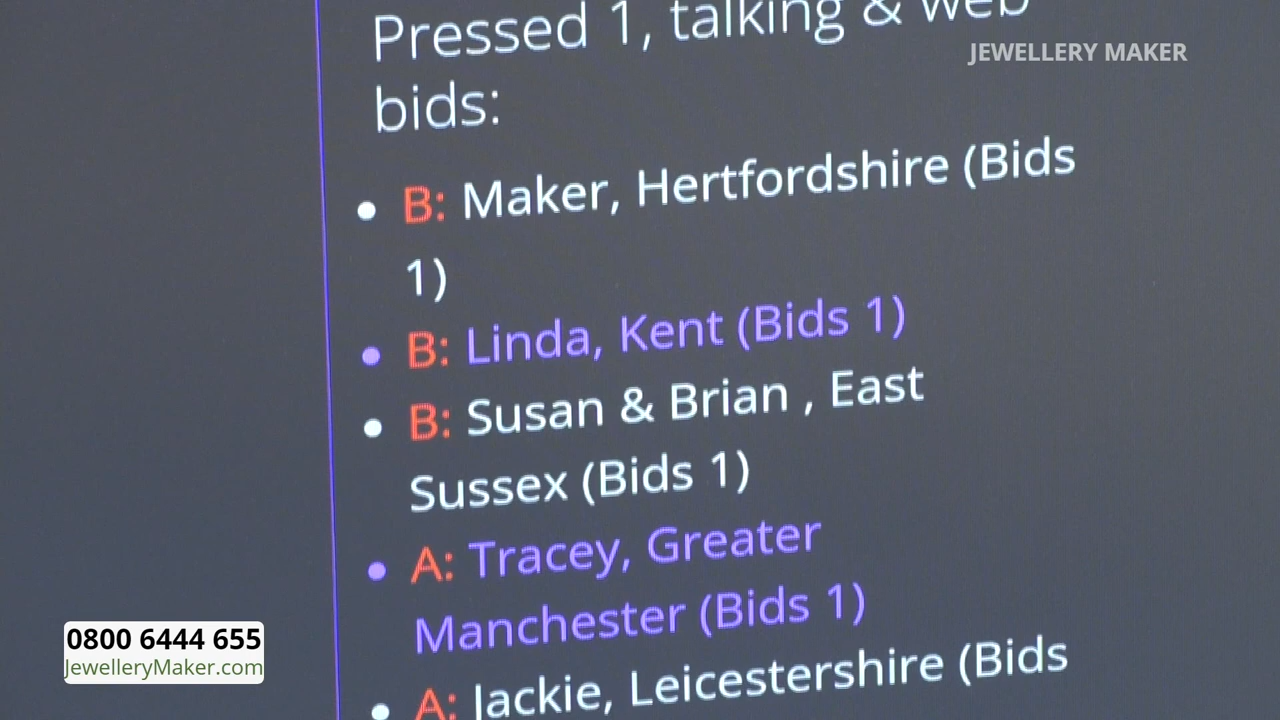 Pressed 1, talking & web
bids:
JEWELLERY MAKER
• B: Maker, Hertfordshire (Bids
1)
• B: Linda, Kent (Bids 1)
• B: Susan & Brian , East
Sussex (Bids 1)
• A: Tracey, Greater
Manchester (Bids 1)
• A: Jackie, Leicestershire (Bids
0800 6444 655
JewelleryMaker.com